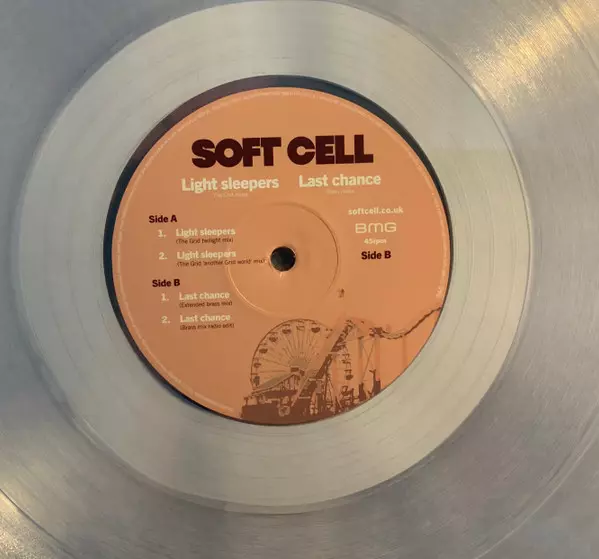 SOFT CELL
Light sleepers Last chance
softcell.co.uk
BMG
45rpm
Side B
Side A
1. Light sleepers
(The Grid twilight mix)
2. Light sleepers
(The Grid 'another Grid world' mix)
Side B
1. Last chance
(Extended brass mix)
2. Last chance
(Brass mix radio edit)